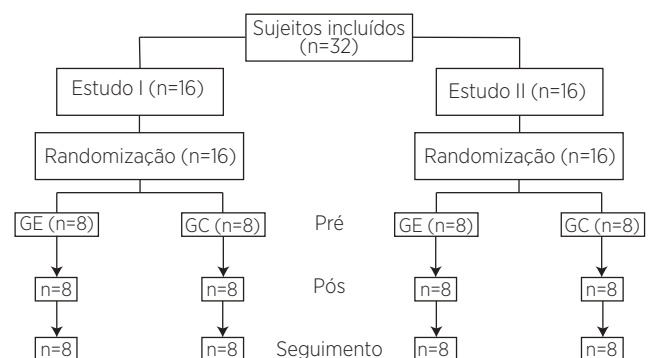 Sujeitos incluídos
(n=32)
Estudo I (n=16)
Estudo II (n=16)
Randomização (n=16)
Randomização (n=16)
GE (n=8)
GC (n=8)
Pré
GE (n=8)
GC (n=8)
n=8
n=8
Pós
n=8
n=8
n=8
n=8
Seguimento
n=8
n=8